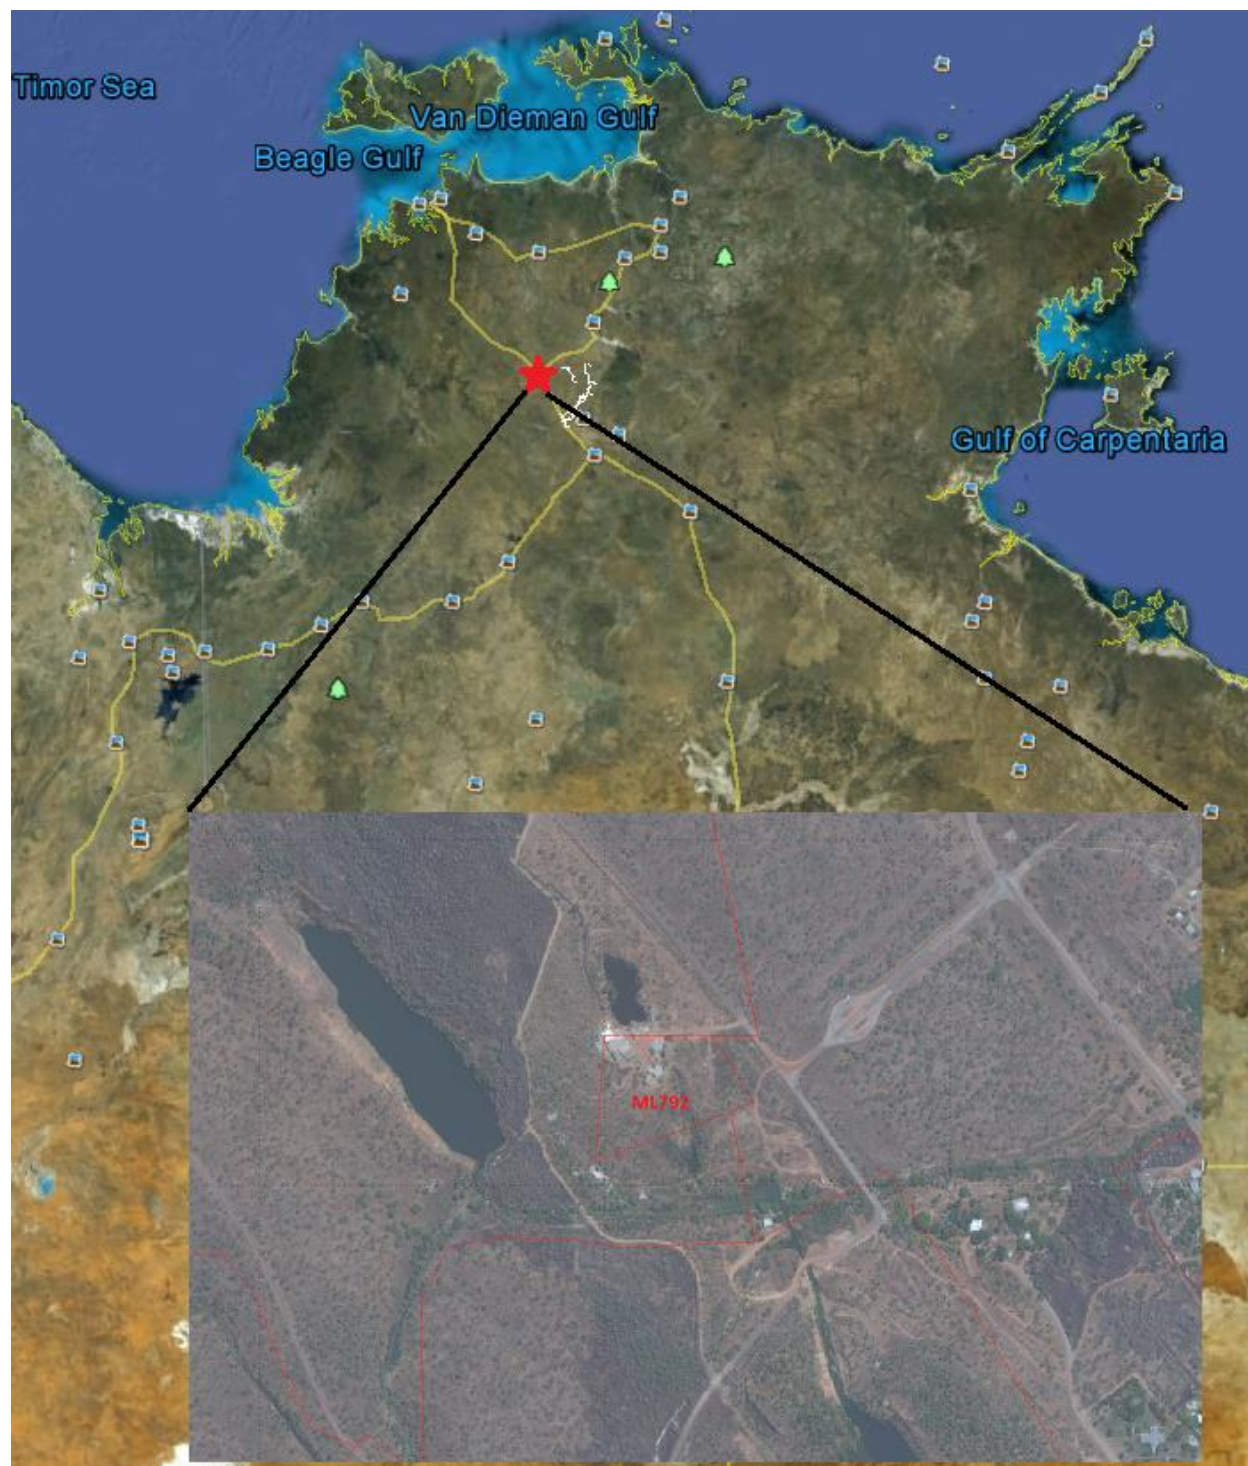 Timor Sea
Van Dieman Gulf
Beagle Gulf
Gulf of Carpentaria
ML792